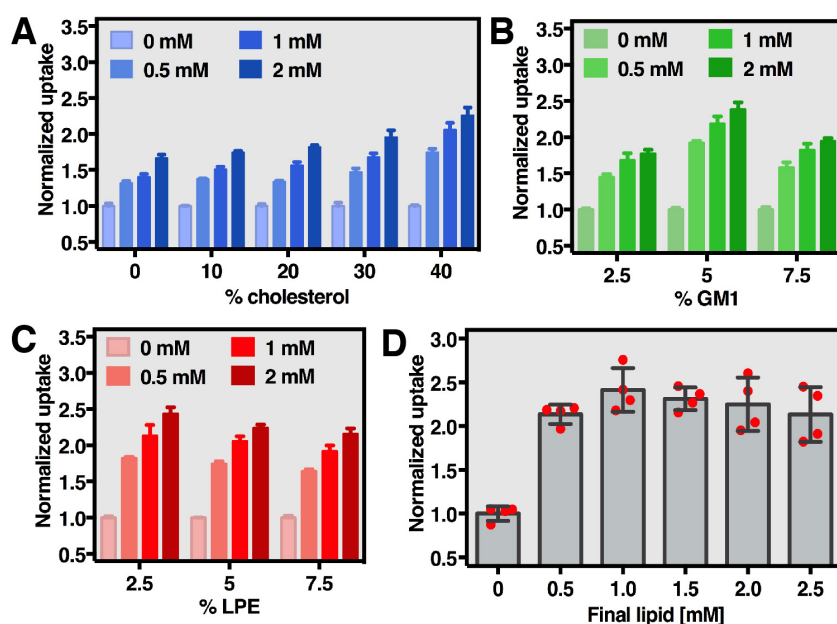 A
Normalized uptake
3.5
3.0
2.5
2.0
1.5
1.0
0.5
0 mM
1 mM
0.5 mM
2 mM
0 10 20 30 40
% cholesterol
B
Normalized uptake
3.5
3.0
2.5
2.0
1.5
1.0
0.5
0 mM
1 mM
0.5 mM
2 mM
2.5 5 7.5
% GM1
C
Normalized uptake
3.5
3.0
2.5
2.0
1.5
1.0
0.5
0 mM
1 mM
0.5 mM
2 mM
2.5 5 7.5
% LPE
D
Normalized uptake
3.0
2.5
2.0
1.5
1.0
0.5
0 0.5 1.0 1.5 2.0 2.5
Final lipid [mM]